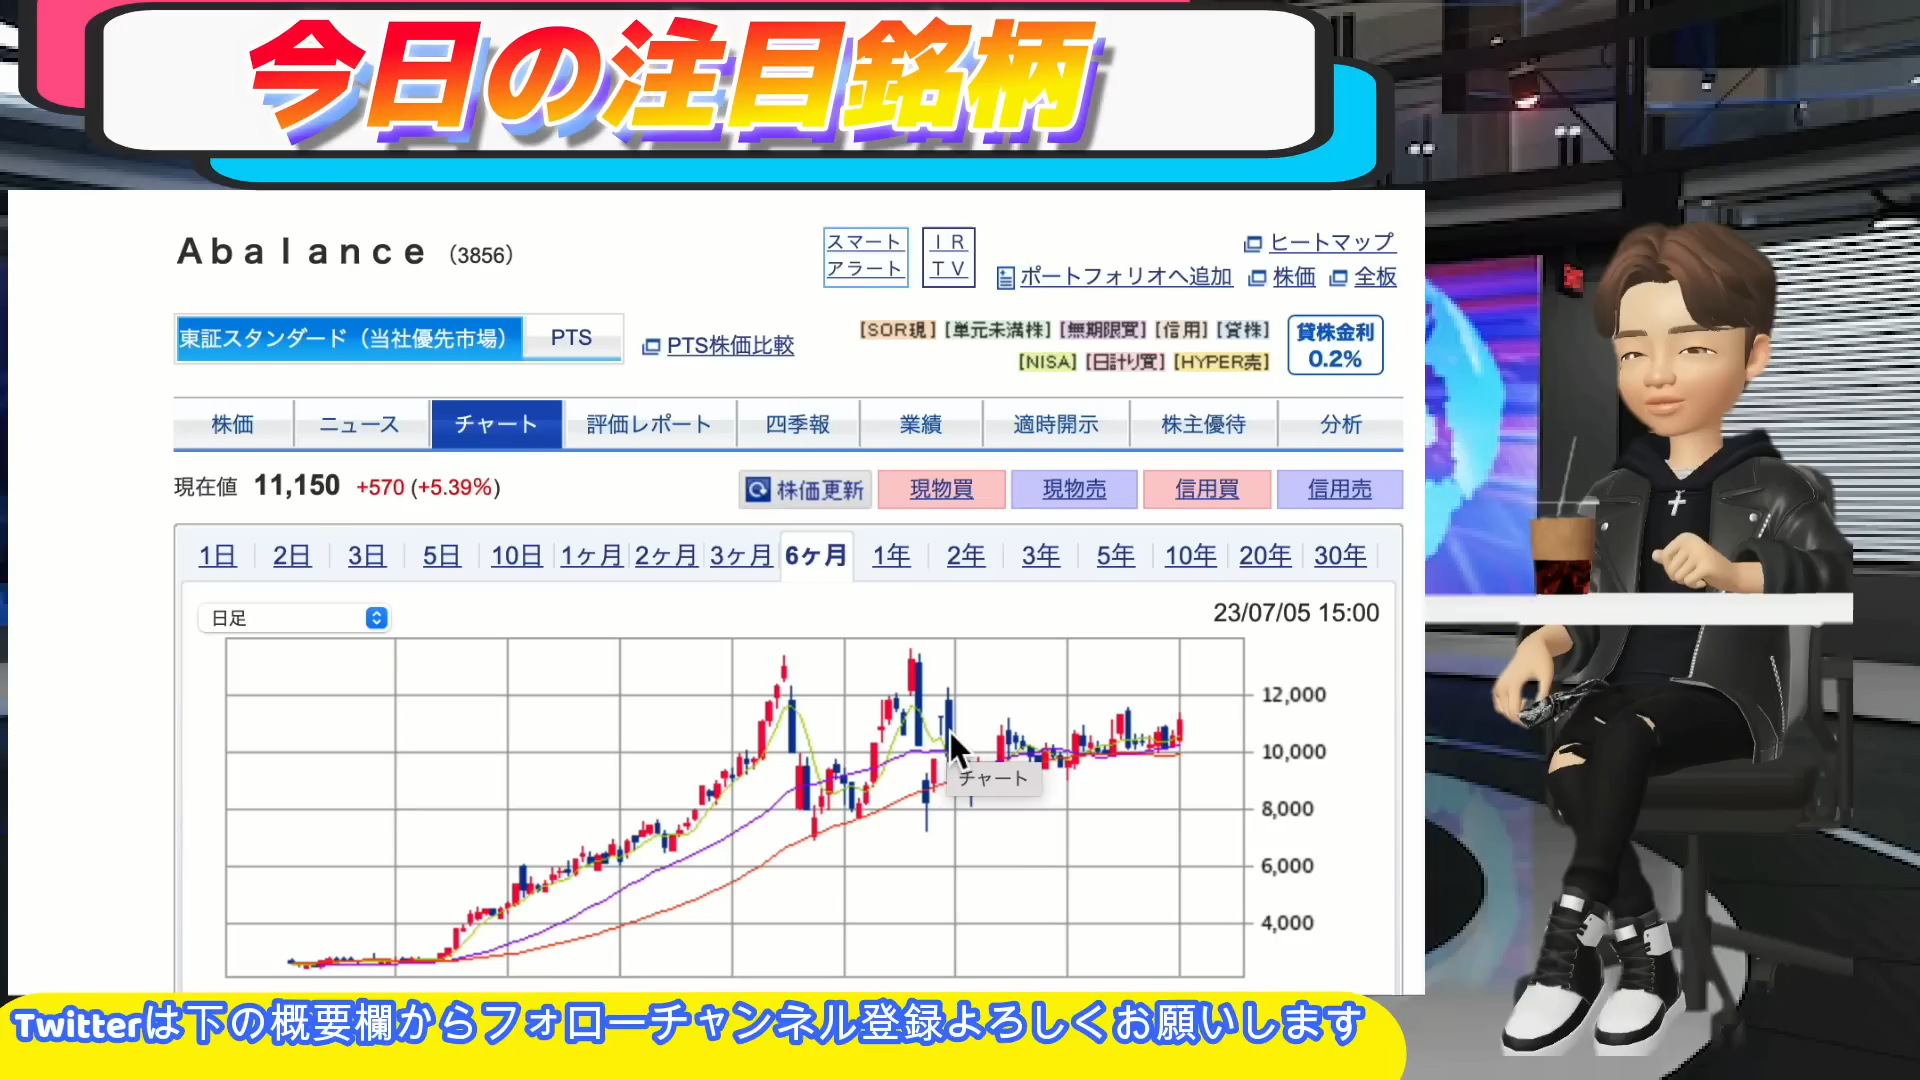 今日の注目銘柄
Abalance (3856)
スマート
アラート
IR
TV
ヒートマップ
ポートフォリオへ追加 株価 全板
東証スタンダード（当社優先市場） PTS PTS株価比較
[SOR現] [単元未満株] [無期限買] [信用] [貸株]
[NISA] [日計り買] [HYPER売]
貸株金利
0.2%
株価 ニュース チャート 評価レポート 四季報 業績 適時開示 株主優待 分析
現在値 11,150 +570 (+5.39%) 株価更新 現物買 現物売 信用買 信用売
1日 2日 3日 5日 10日 1ヶ月 2ヶ月 3ヶ月 6ヶ月 1年 2年 3年 5年 10年 20年 30年
日足 23/07/05 15:00
12,000
10,000
チャート
8,000
6,000
4,000
Twitterは下の概要欄からフォローチャンネル登録よろしくお願いします